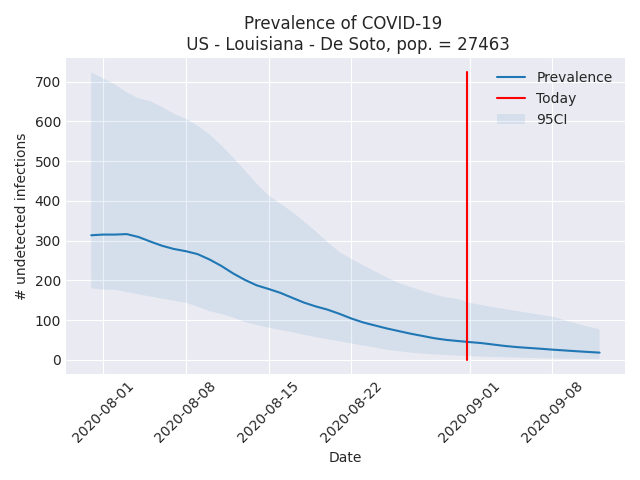 Prevalence of COVID-19
US - Louisiana - De Soto, pop. = 27463
Prevalence
Today
95CI
# undetected infections
700
600
500
400
300
200
100
0
2020-08-01
2020-08-08
2020-08-15
2020-08-22
2020-09-01
2020-09-08
Date